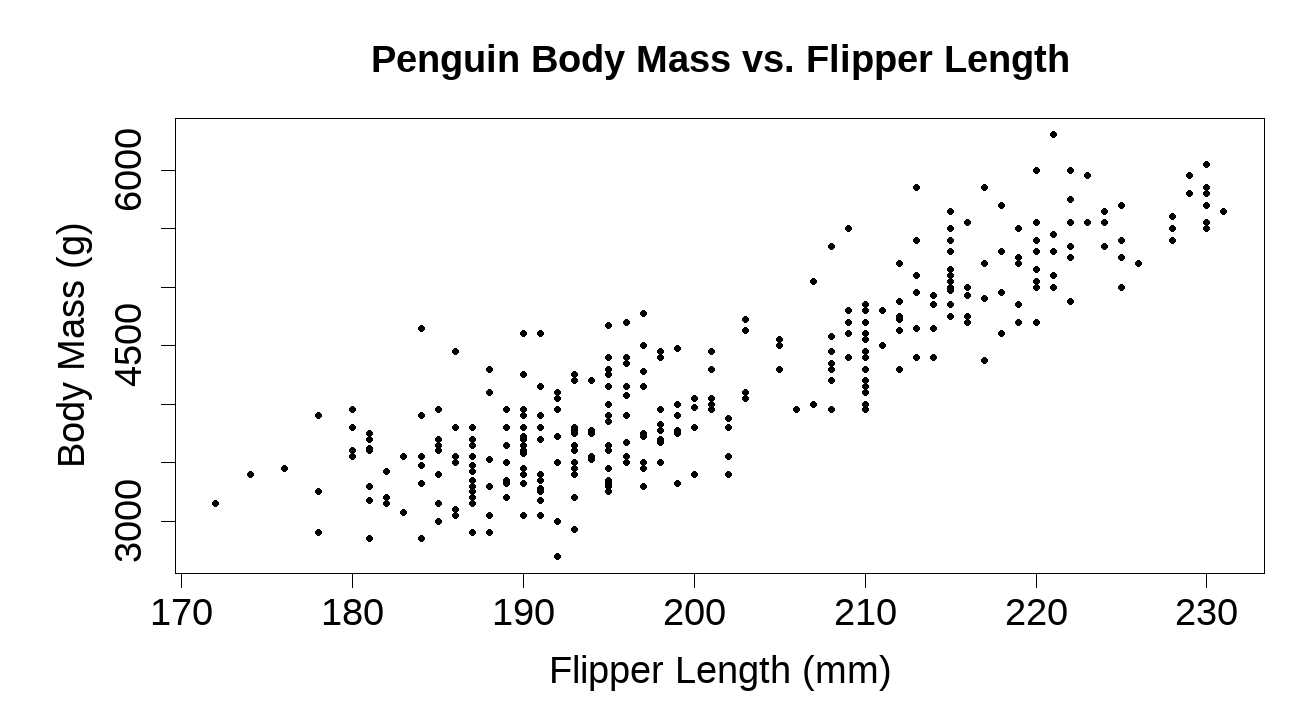 Penguin Body Mass vs. Flipper Length
Body Mass (g)
6000
4500
3000
170 180 190 200 210 220 230
Flipper Length (mm)